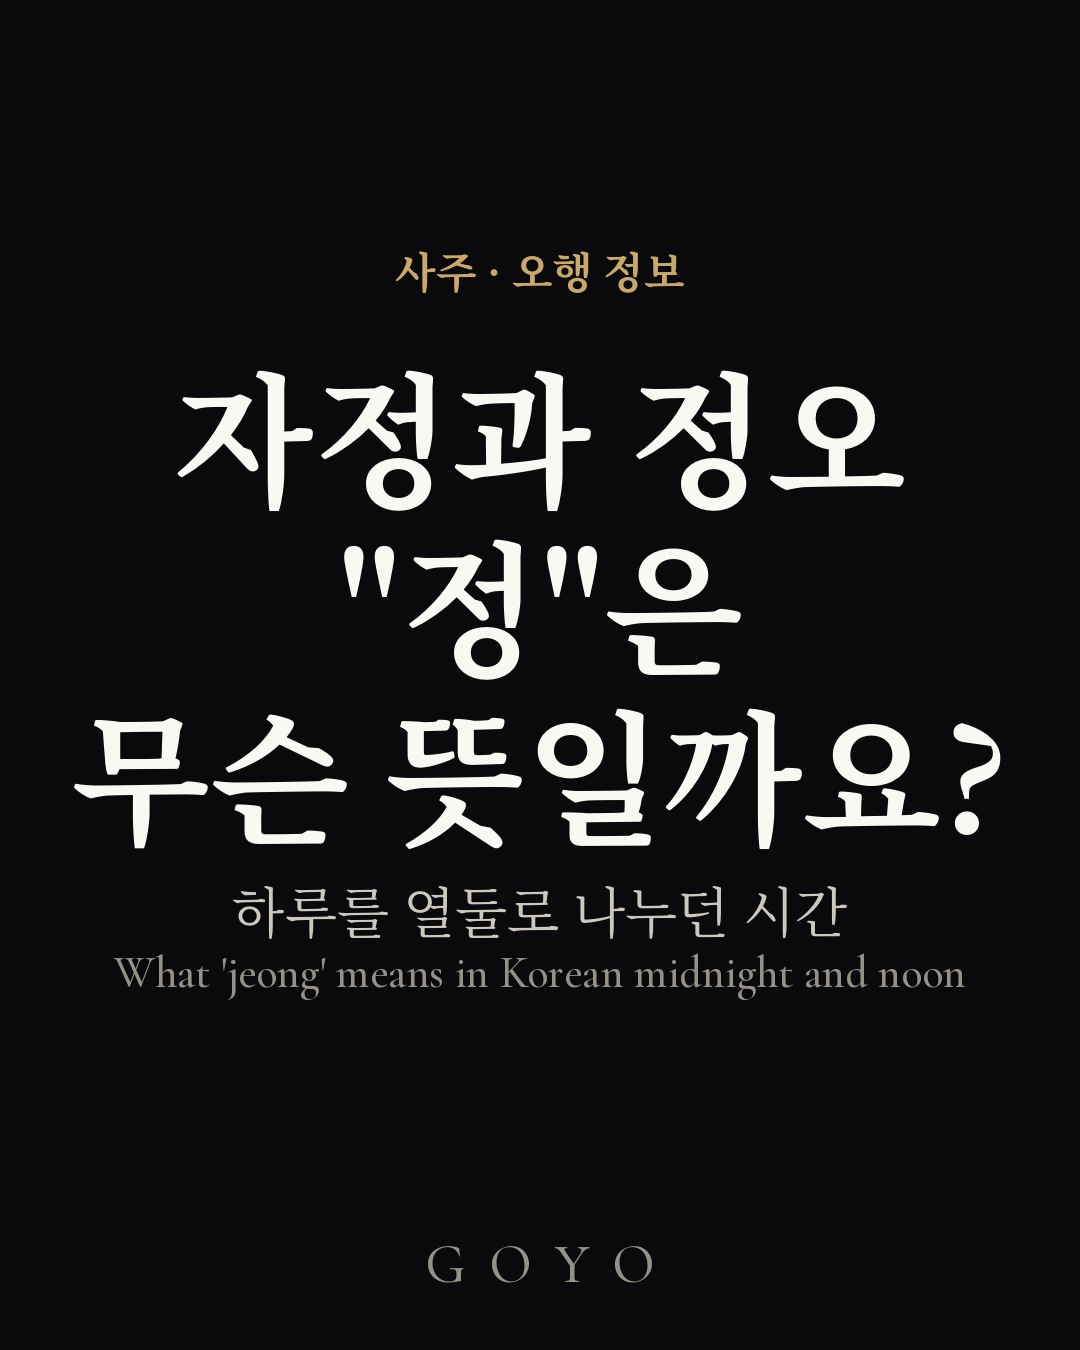 사주 · 오행 정보
자정과 정오
"정"은
무슨 뜻일까요?
하루를 열둘로 나누던 시간
What 'jeong' means in Korean midnight and noon
GOYO